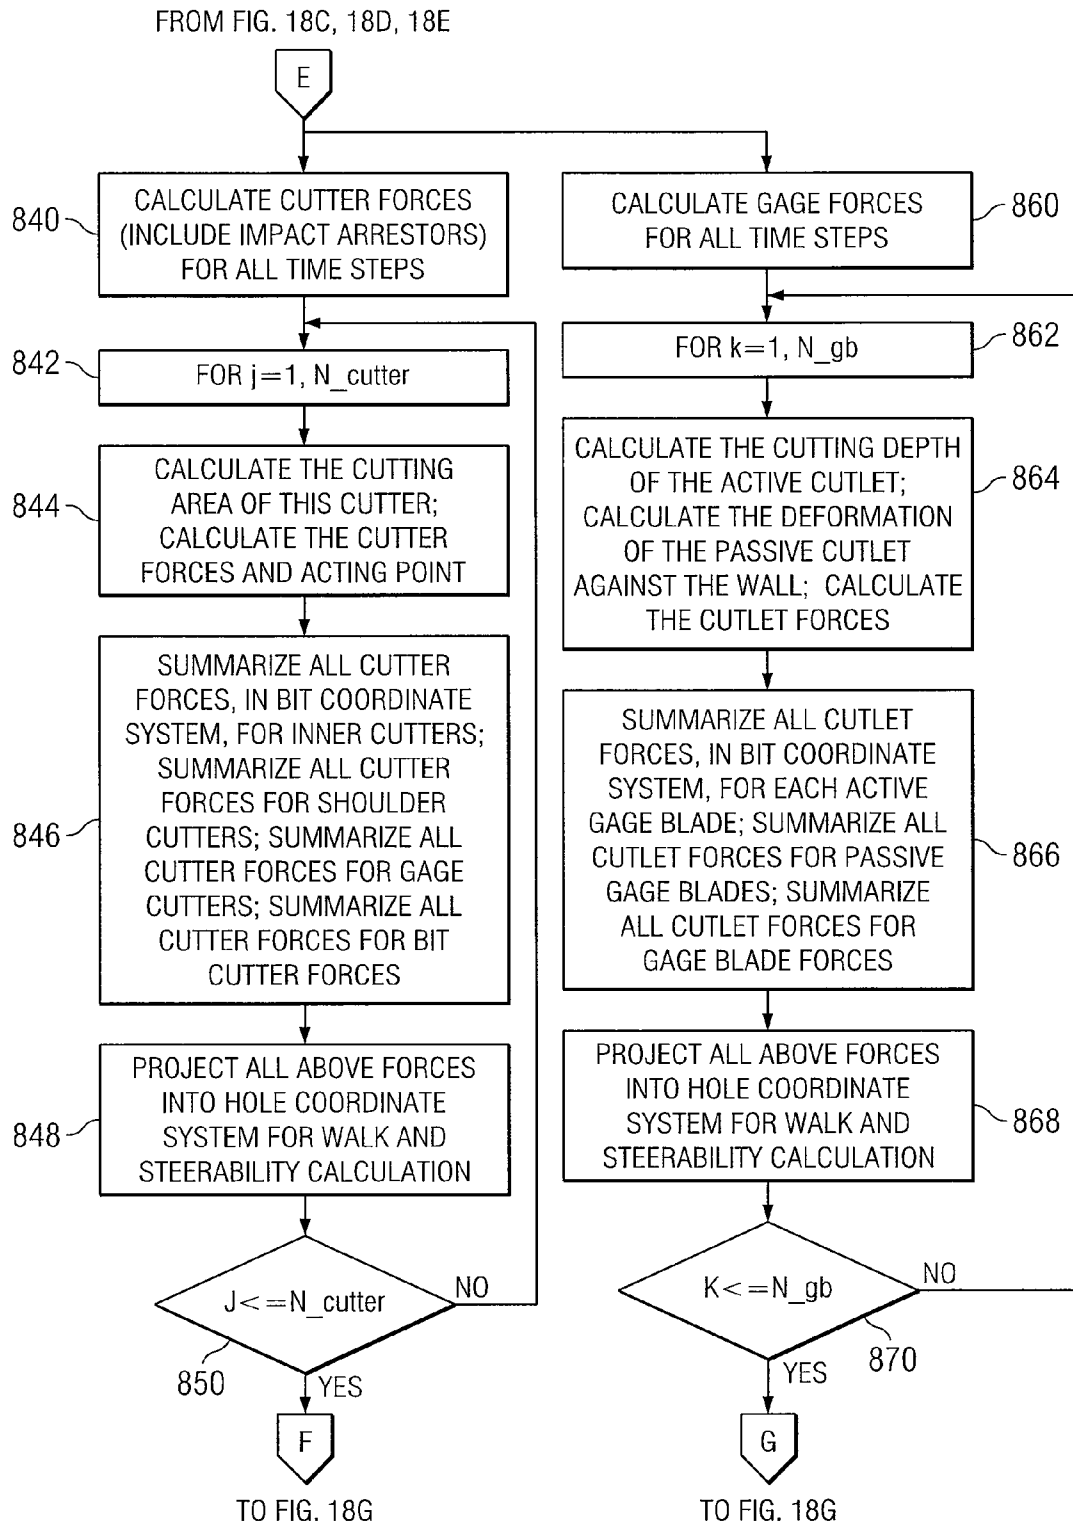 FROM FIG. 18C, 18D, 18E
E
840
CALCULATE CUTTER FORCES
(INCLUDE IMPACT ARRESTORS)
FOR ALL TIME STEPS
842
FOR j=1, N_cutter
844
CALCULATE THE CUTTING
AREA OF THIS CUTTER;
CALCULATE THE CUTTER
FORCES AND ACTING POINT
846
SUMMARIZE ALL CUTTER
FORCES, IN BIT COORDINATE
SYSTEM, FOR INNER CUTTERS;
SUMMARIZE ALL CUTTER
FORCES FOR SHOULDER
CUTTERS; SUMMARIZE ALL
CUTTER FORCES FOR GAGE
CUTTERS; SUMMARIZE ALL
CUTTER FORCES FOR BIT
CUTTER FORCES
848
PROJECT ALL ABOVE FORCES
INTO HOLE COORDINATE
SYSTEM FOR WALK AND
STEERABILITY CALCULATION
J<=N_cutter
NO
850
YES
F
TO FIG. 18G
CALCULATE GAGE FORCES
FOR ALL TIME STEPS
860
FOR k=1, N_gb
862
CALCULATE THE CUTTING DEPTH
OF THE ACTIVE CUTLET;
CALCULATE THE DEFORMATION
OF THE PASSIVE CUTLET
AGAINST THE WALL; CALCULATE
THE CUTLET FORCES
864
SUMMARIZE ALL CUTLET
FORCES, IN BIT COORDINATE
SYSTEM, FOR EACH ACTIVE
GAGE BLADE; SUMMARIZE ALL
CUTLET FORCES FOR PASSIVE
GAGE BLADES; SUMMARIZE
ALL CUTLET FORCES FOR
GAGE BLADE FORCES
866
PROJECT ALL ABOVE FORCES
INTO HOLE COORDINATE
SYSTEM FOR WALK AND
STEERABILITY CALCULATION
868
K<=N_gb
NO
870
YES
G
TO FIG. 18G